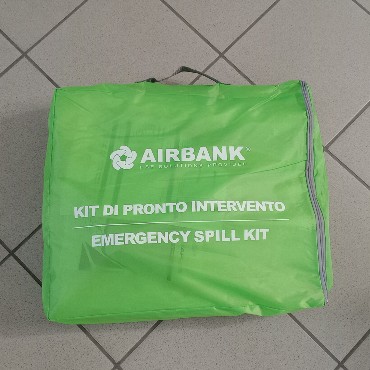 AIRBANK®
KIT DI PRONTO INTERVENTO
EMERGENCY SPILL KIT